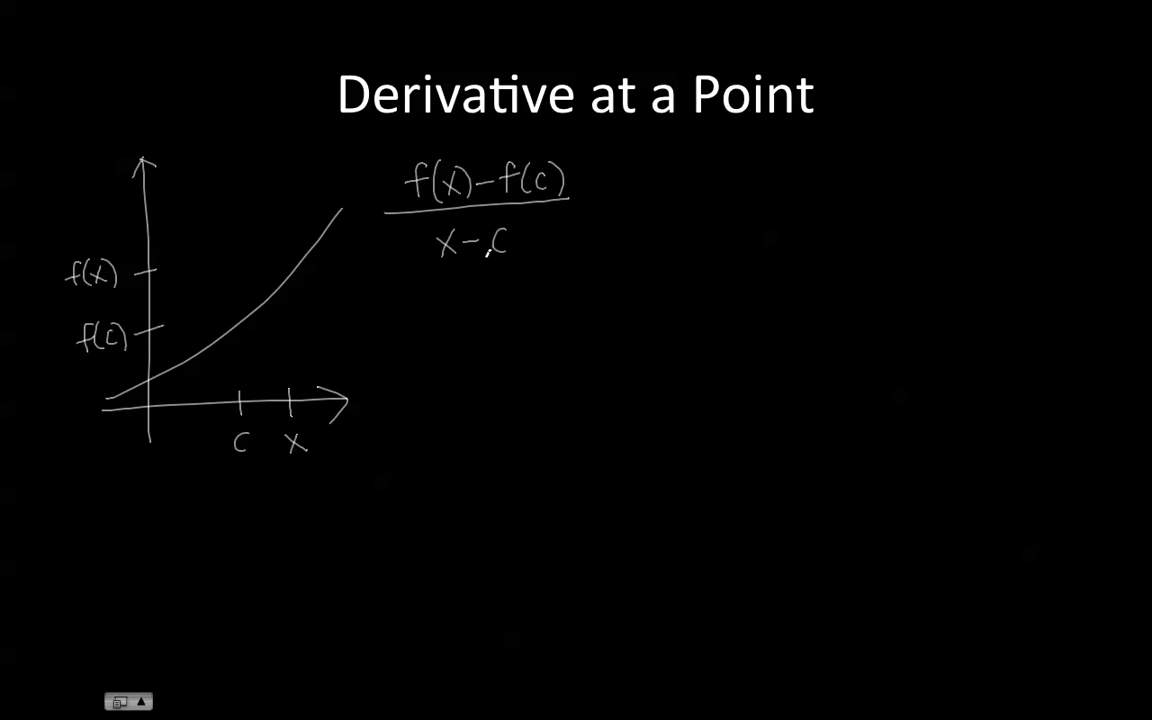 Derivative at a Point
f(x)-f(c)
x-c
f(x)
f(c)
c x